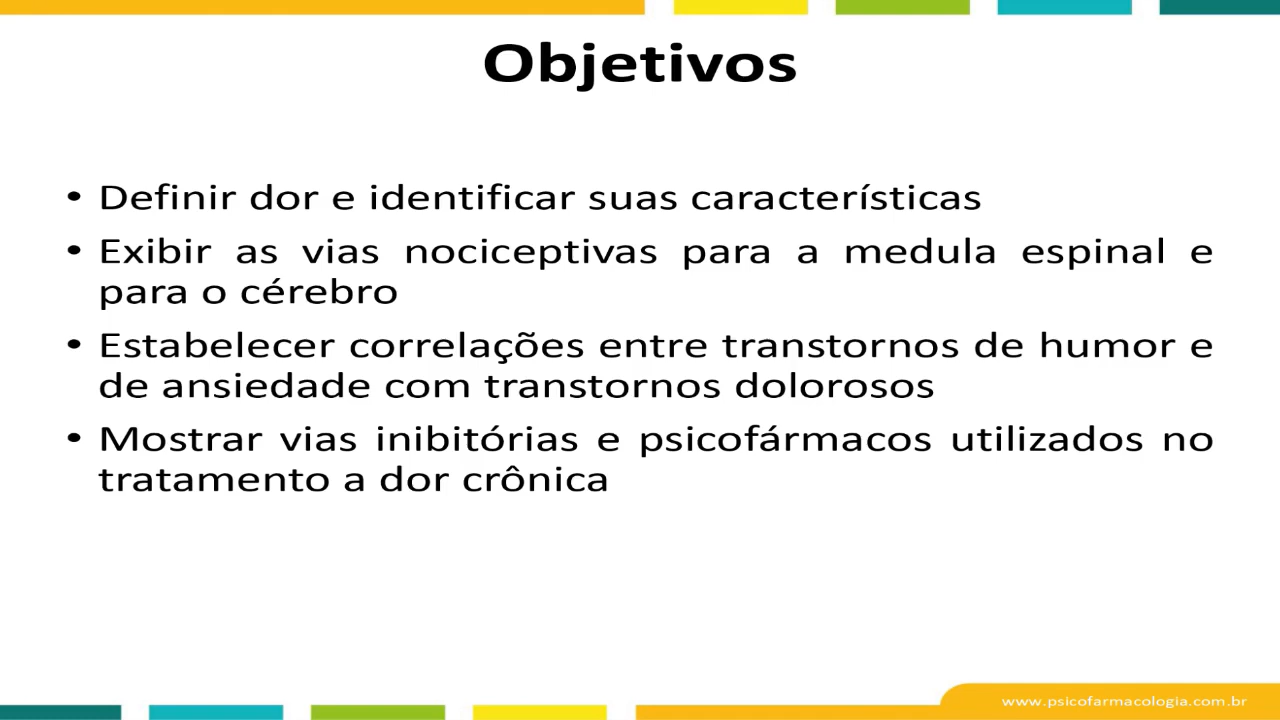 Objetivos
• Definir dor e identificar suas características
• Exibir as vias nociceptivas para a medula espinal e
para o cérebro
• Estabelecer correlações entre transtornos de humor e
de ansiedade com transtornos dolorosos
• Mostrar vias inibitórias e psicofármacos utilizados no
tratamento a dor crônica
www.psicofarmacologia.com.br